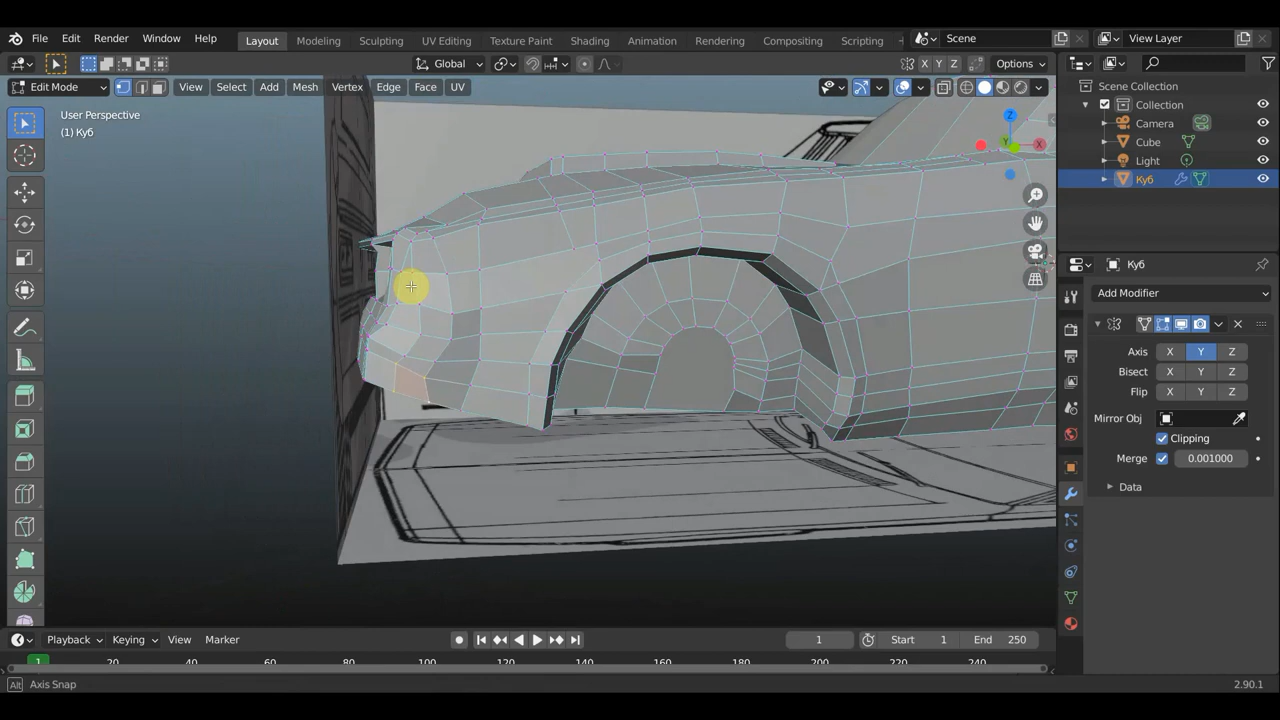 File Edit Render Window Help
Layout Modeling Sculpting UV Editing Texture Paint Shading Animation Rendering Compositing Scripting
Scene
View Layer
Global
X Y Z
Options
Edit Mode
View Select Add Mesh Vertex Edge Face UV
User Perspective
(1) Куб
Z
X
Y
Scene Collection
Collection
Camera
Cube
Light
Куб
Куб
Add Modifier
Axis X Y Z
Bisect X Y Z
Flip X Y Z
Mirror Obj
Clipping
Merge 0.001000
Data
Playback Keying View Marker
1
Start 1
End 250
1 20 40 60 80 100 120 140 160 180 200 220 240
Alt Axis Snap
2.90.1